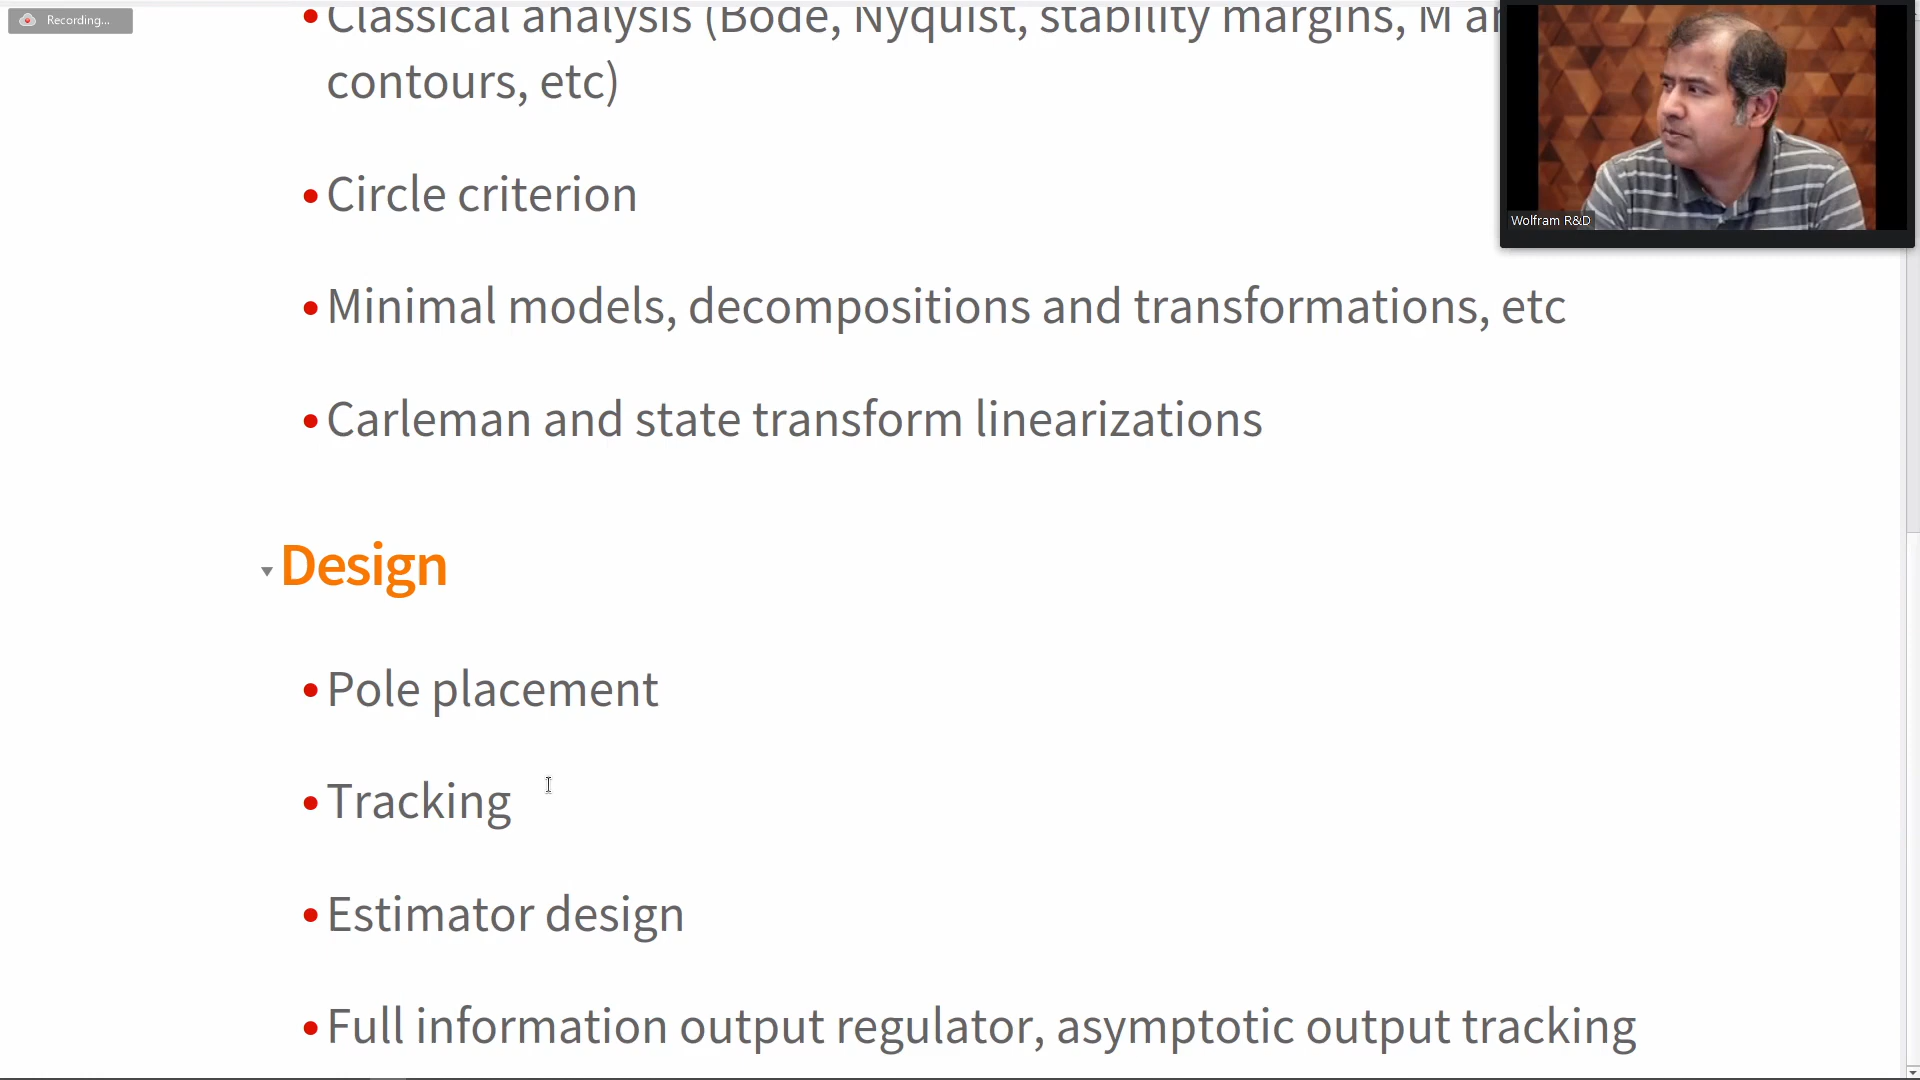 Recording...
• Classical analysis (Bode, Nyquist, stability margins, M
contours, etc)
Wolfram R&D
• Circle criterion
• Minimal models, decompositions and transformations, etc
• Carleman and state transform linearizations
Design
• Pole placement
• Tracking
• Estimator design
• Full information output regulator, asymptotic output tracking